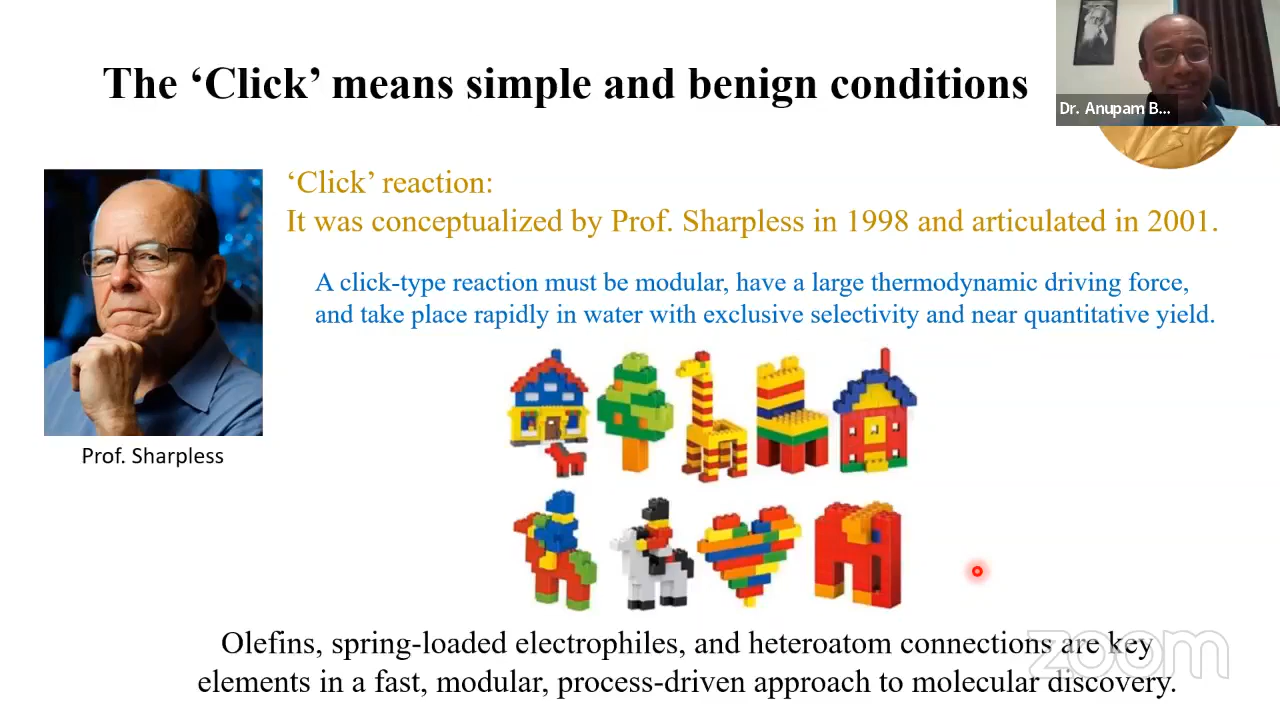 The ‘Click’ means simple and benign conditions
Dr. Anupam B...
‘Click’ reaction:
It was conceptualized by Prof. Sharpless in 1998 and articulated in 2001.
A click-type reaction must be modular, have a large thermodynamic driving force,
and take place rapidly in water with exclusive selectivity and near quantitative yield.
Prof. Sharpless
Olefins, spring-loaded electrophiles, and heteroatom connections are key
elements in a fast, modular, process-driven approach to molecular discovery.
zoom